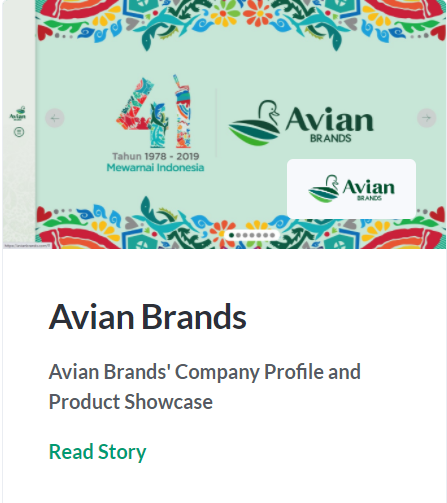 41
Tahun 1978 - 2019
Mewarnai Indonesia
Avian
BRANDS
Avian
BRANDS
Avian Brands
Avian Brands' Company Profile and
Product Showcase
Read Story